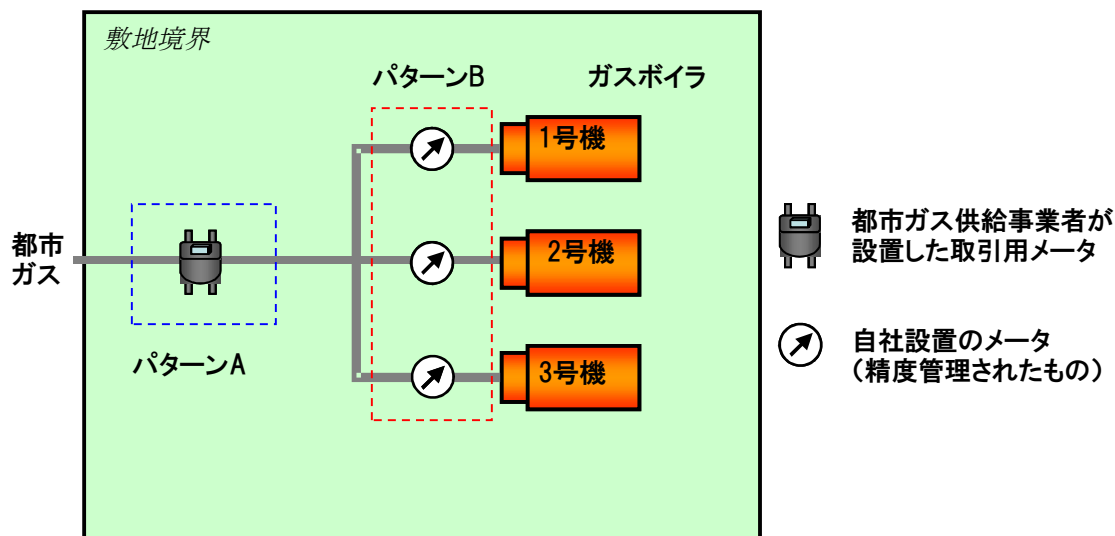 敷地境界
パターンB
ガスボイラ
1号機
2号機
3号機
都市
ガス
パターンA
都市ガス供給事業者が
設置した取引用メータ
自社設置のメータ
(精度管理されたもの)